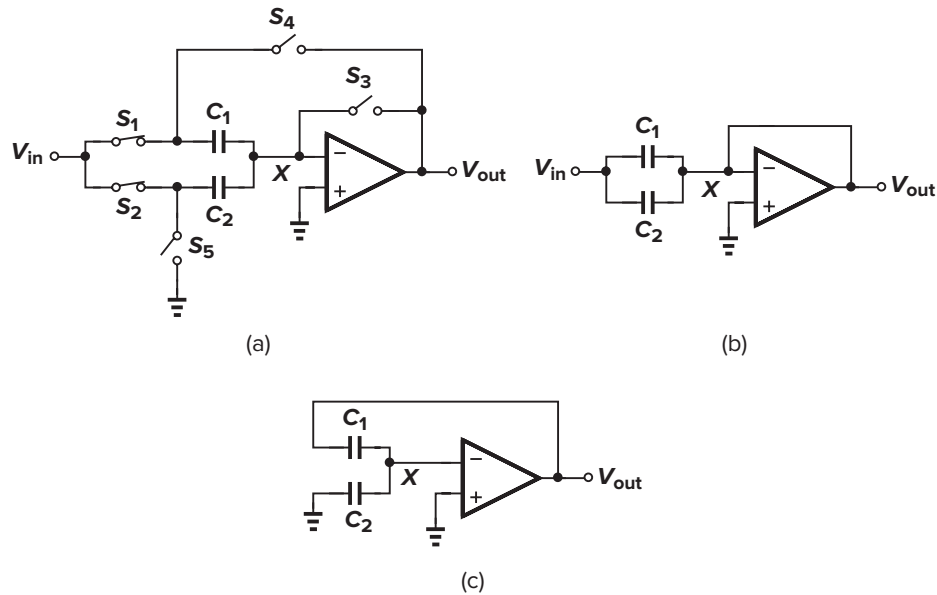 S4
S3
S1
C1
Vin
X
−
+
Vout
S2
C2
S5
(a)
C1
Vin
X
−
+
Vout
C2
(b)
C1
X
−
+
Vout
C2
(c)